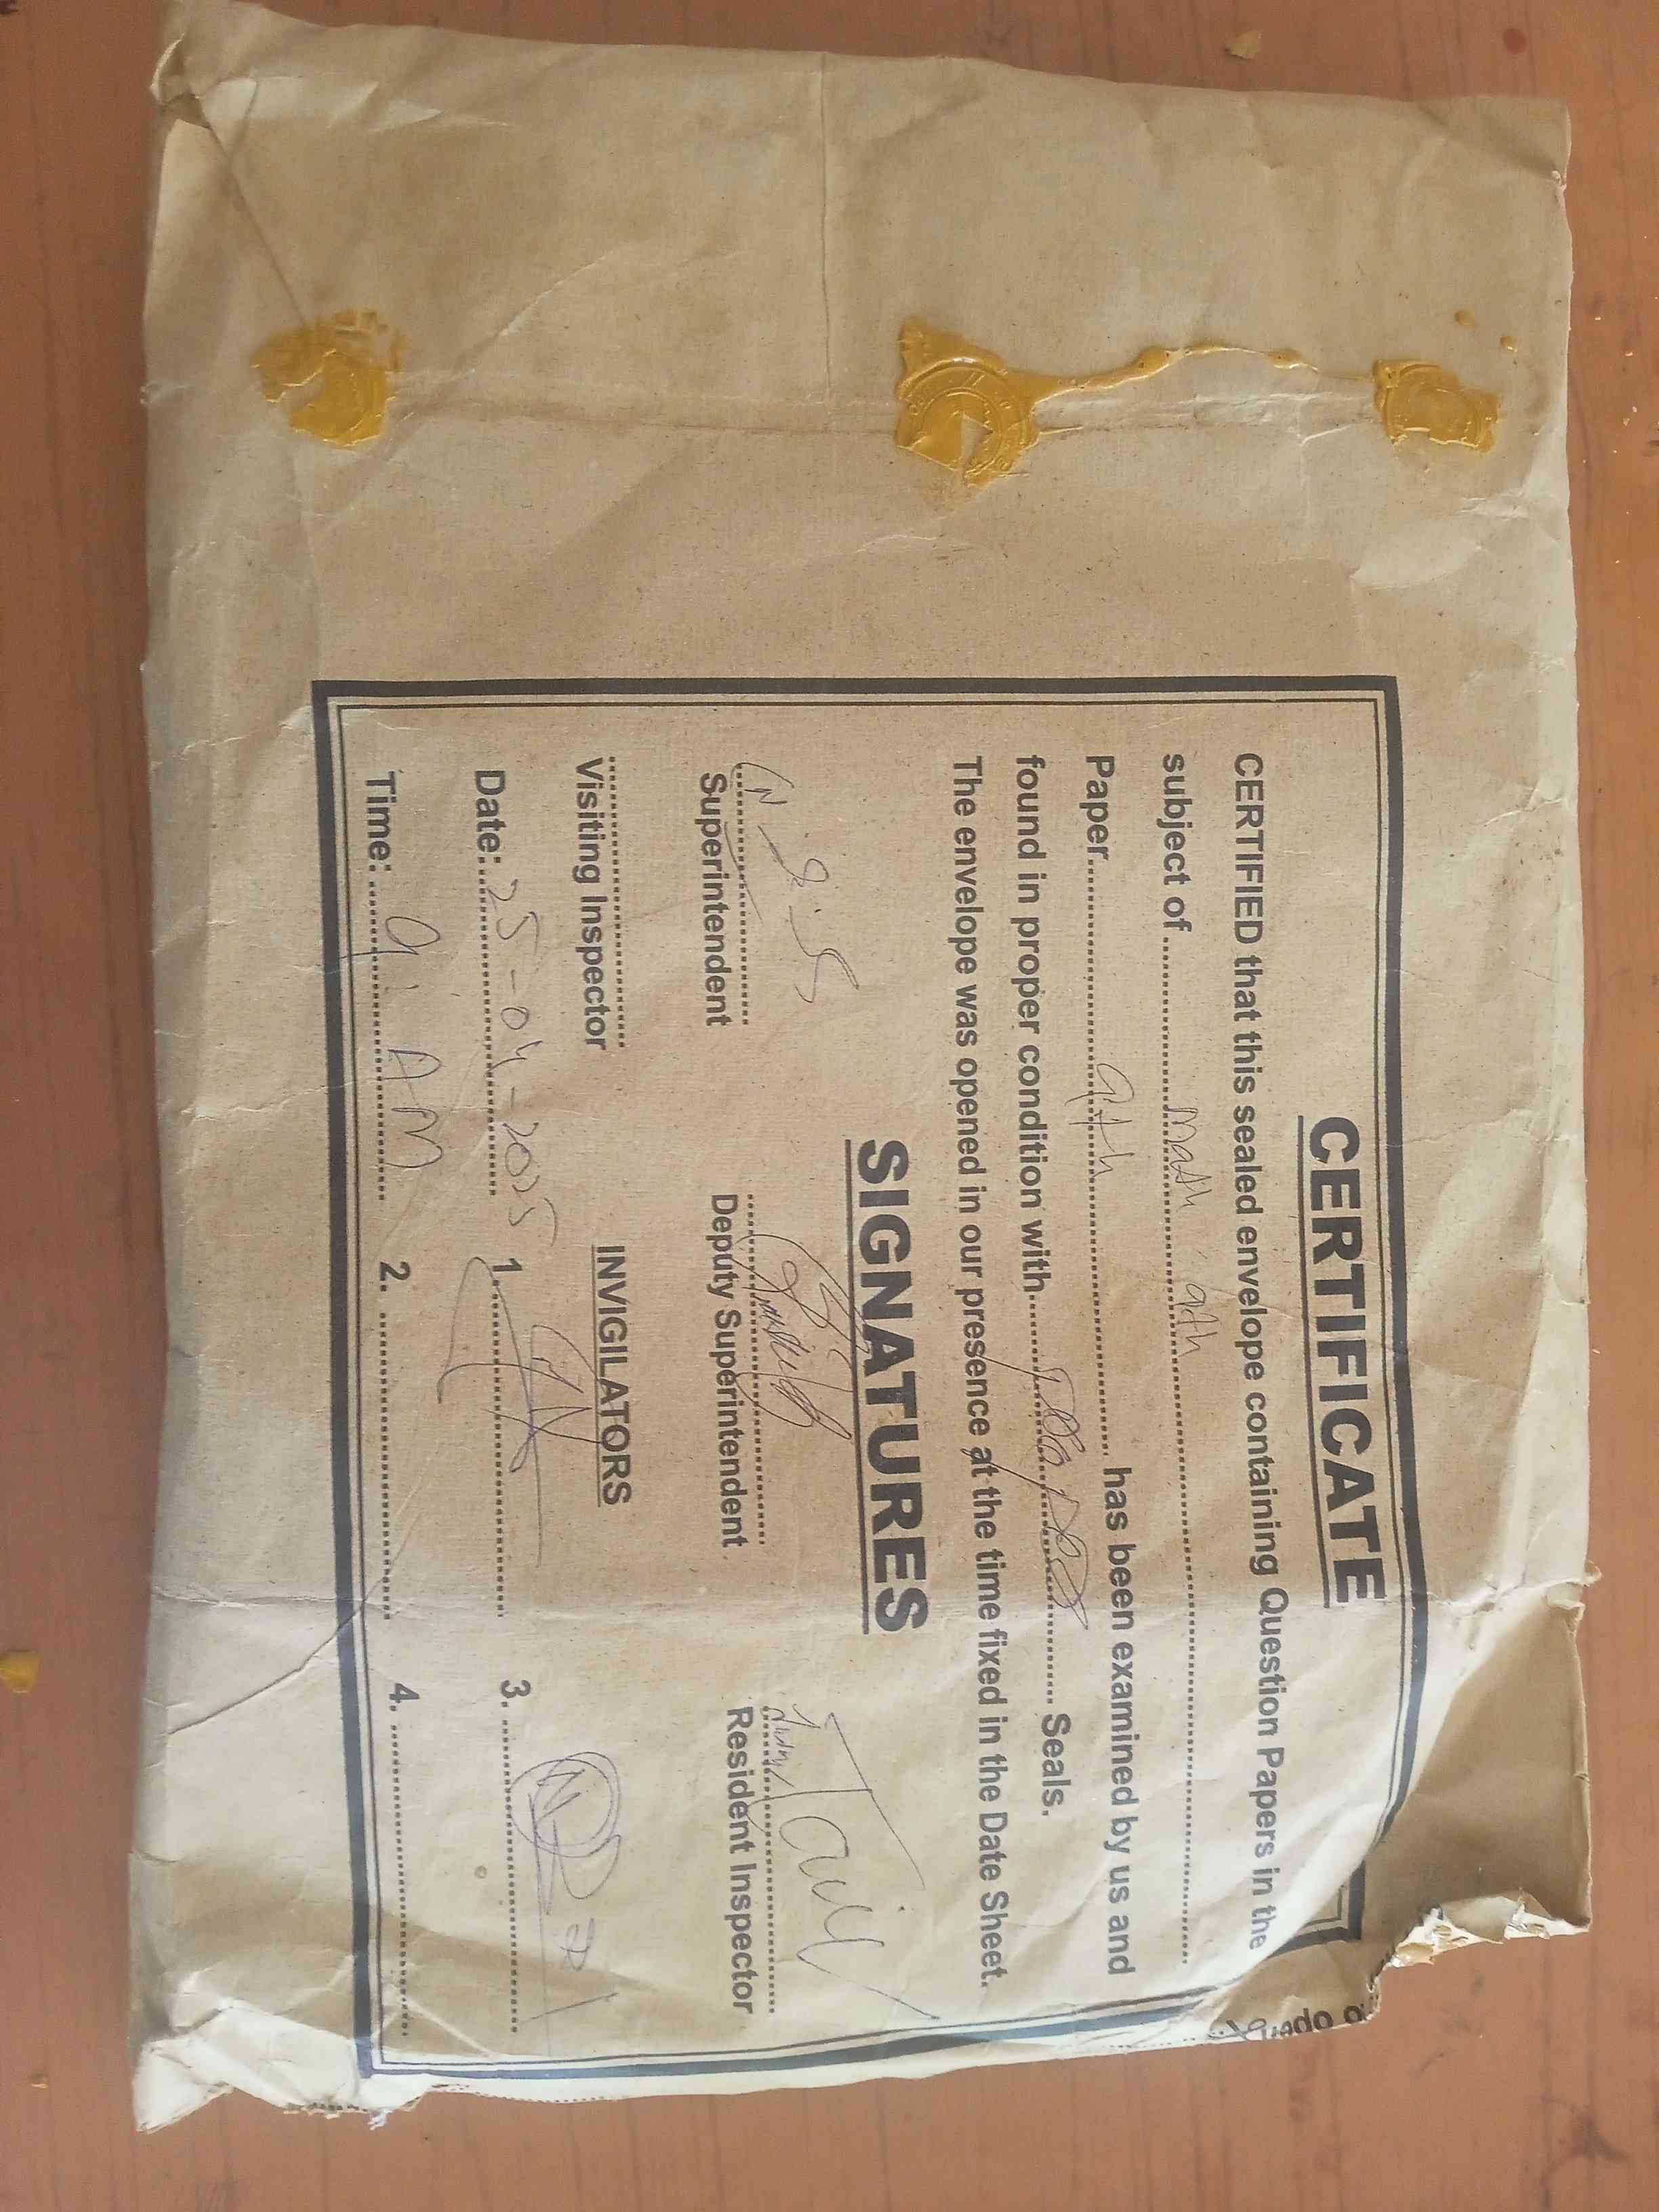 CERTIFICATE
CERTIFIED that this sealed envelope containing Question Papers in the
subject of Math 9th
Paper 9th has been examined by us and
found in proper condition with Seals.
The envelope was opened in our presence at the time fixed in the Date Sheet.
SIGNATURES
Superintendent Deputy Superintendent Resident Inspector
Visiting Inspector INVIGILATORS
Date: 25-04-2025 1. 3.
Time: 9: AM 2. 4.